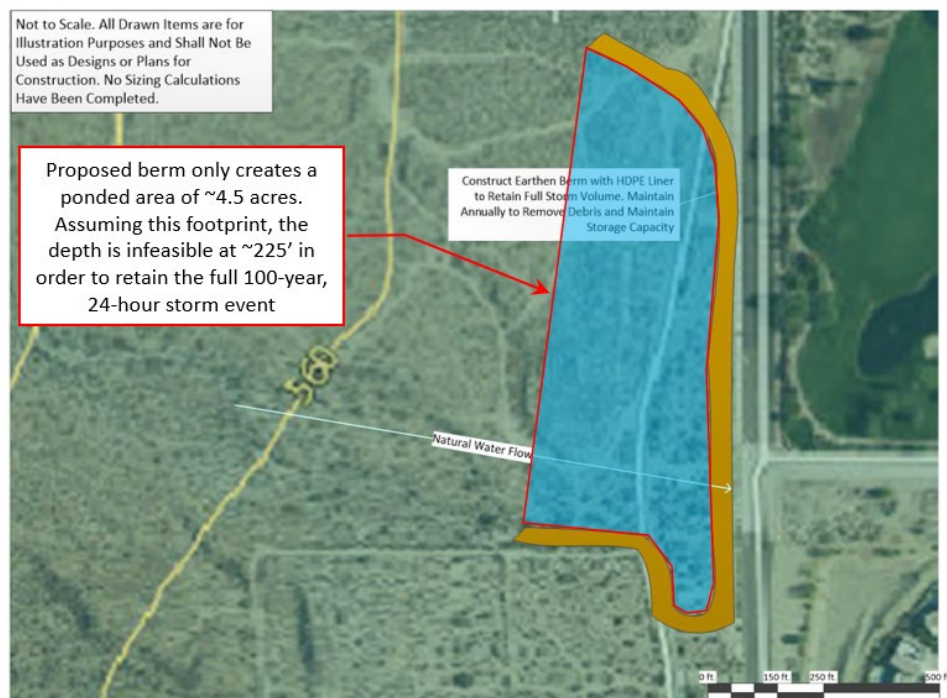 Not to Scale. All Drawn Items are for
Illustration Purposes and Shall Not Be
Used as Designs or Plans for
Construction. No Sizing Calculations
Have Been Completed.
Proposed berm only creates a
ponded area of ~4.5 acres.
Assuming this footprint, the
depth is infeasible at ~225' in
order to retain the full 100-year,
24-hour storm event
Construct Earthen Berm with HDPE Liner
to Retain Full Storm Volume. Maintain
Annually to Remove Debris and Maintain
Storage Capacity
560
Natural Water Flow
0 ft. 150 ft. 250 ft. 500 f